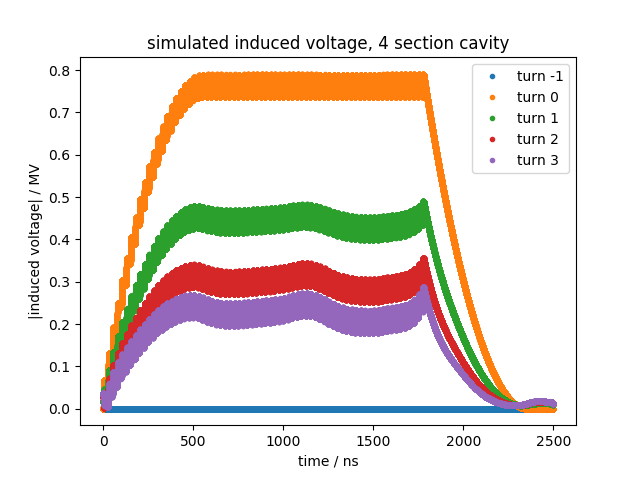 simulated induced voltage, 4 section cavity
|induced voltage| / MV
0.8
0.7
0.6
0.5
0.4
0.3
0.2
0.1
0.0
turn -1
turn 0
turn 1
turn 2
turn 3
0
500
1000
1500
2000
2500
time / ns